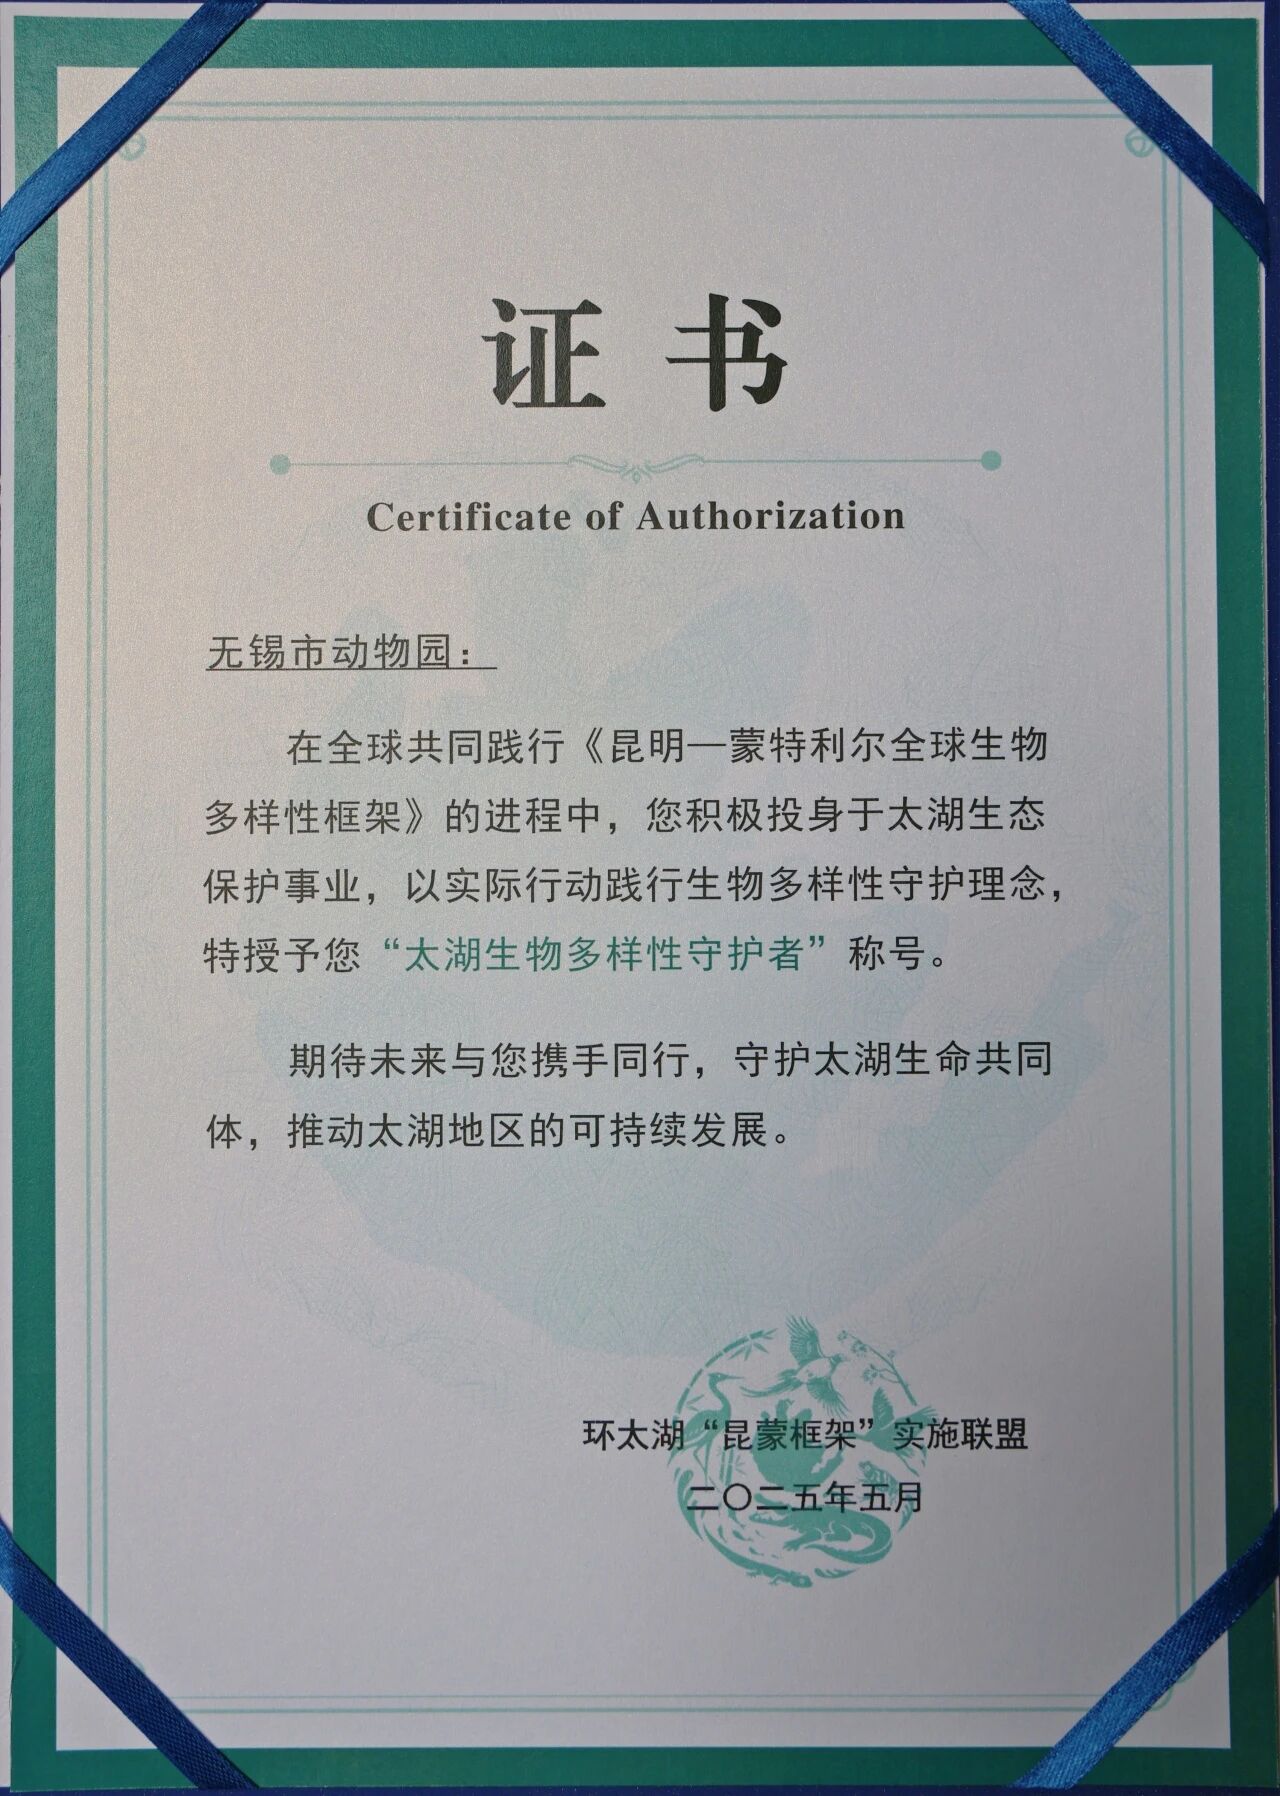 证书
Certificate of Authorization
无锡市动物园：
在全球共同践行《昆明—蒙特利尔全球生物
多样性框架》的进程中，您积极投身于太湖生态
保护事业，以实际行动践行生物多样性守护理念，
特授予您“太湖生物多样性守护者”称号。
期待未来与您携手同行，守护太湖生命共同
体，推动太湖地区的可持续发展。
环太湖“昆蒙框架”实施联盟
二〇二五年五月